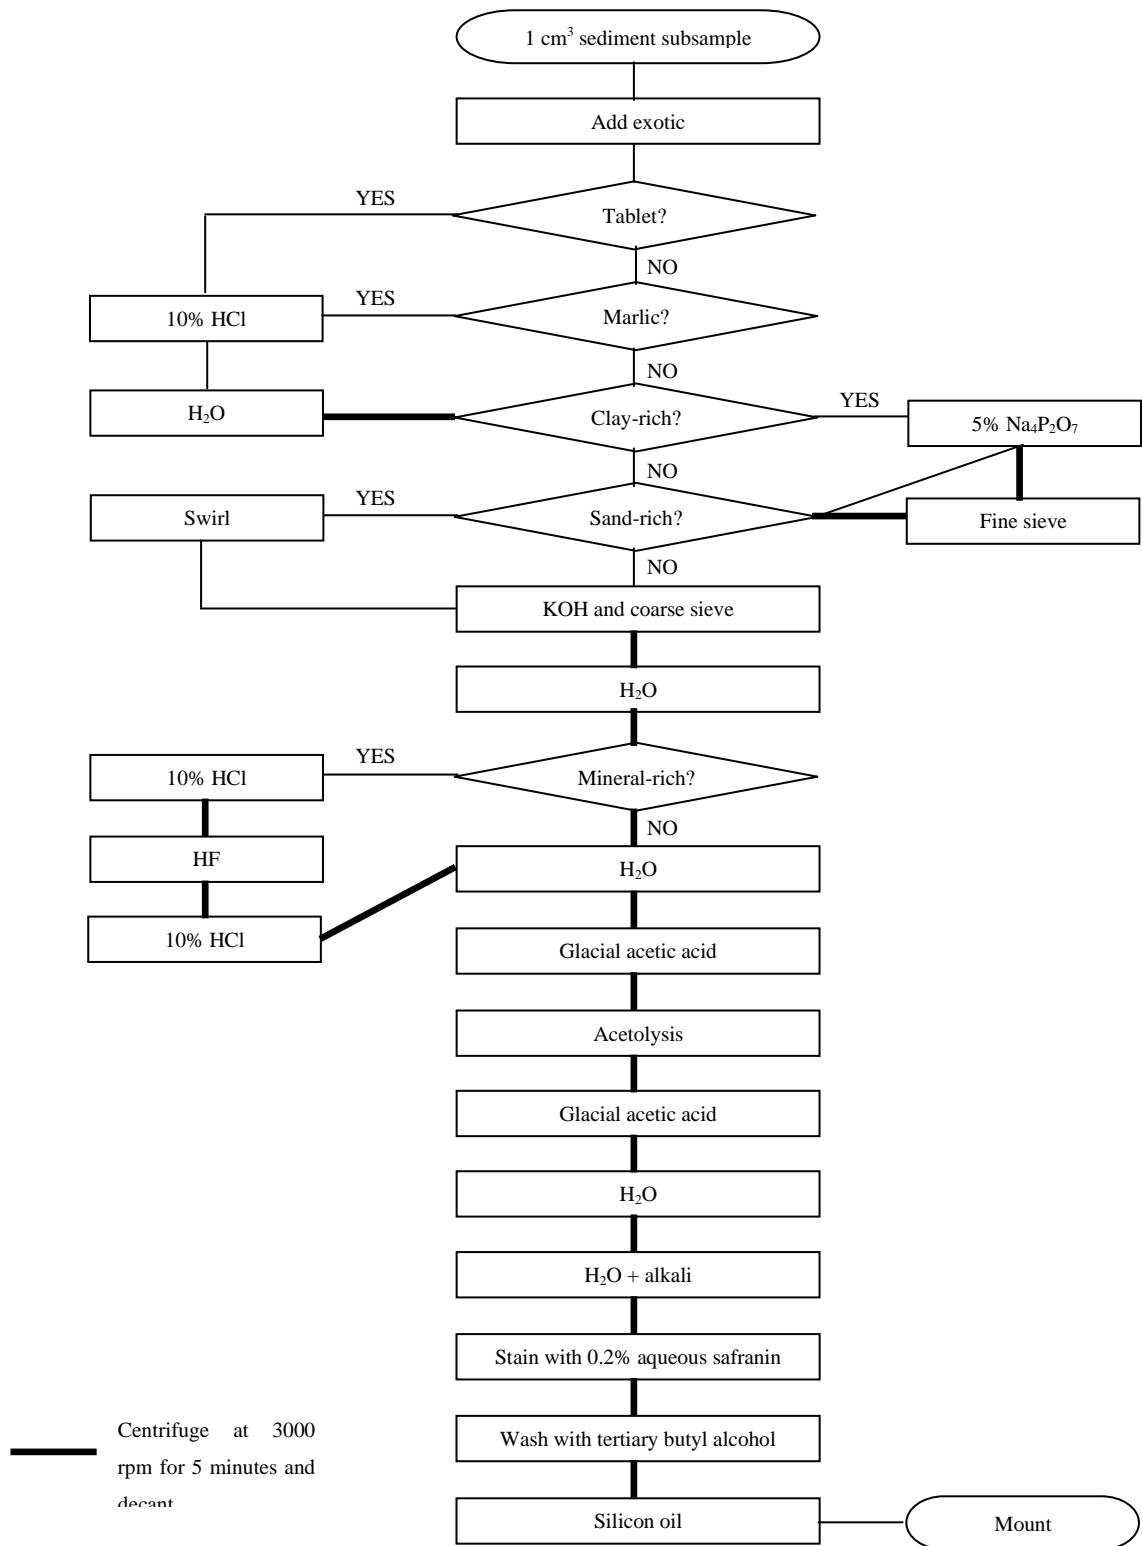 1 cm³ sediment subsample
Add exotic
YES
Tablet?
NO
YES
10% HCl
Marlic?
NO
YES
H₂O
Clay-rich?
5% Na₄P₂O₇
NO
YES
Swirl
Sand-rich?
Fine sieve
NO
KOH and coarse sieve
H₂O
YES
10% HCl
Mineral-rich?
NO
HF
H₂O
10% HCl
Glacial acetic acid
Acetolysis
Glacial acetic acid
H₂O
H₂O + alkali
Stain with 0.2% aqueous safranin
Wash with tertiary butyl alcohol
Centrifuge at 3000
rpm for 5 minutes and
decant
Silicon oil
Mount